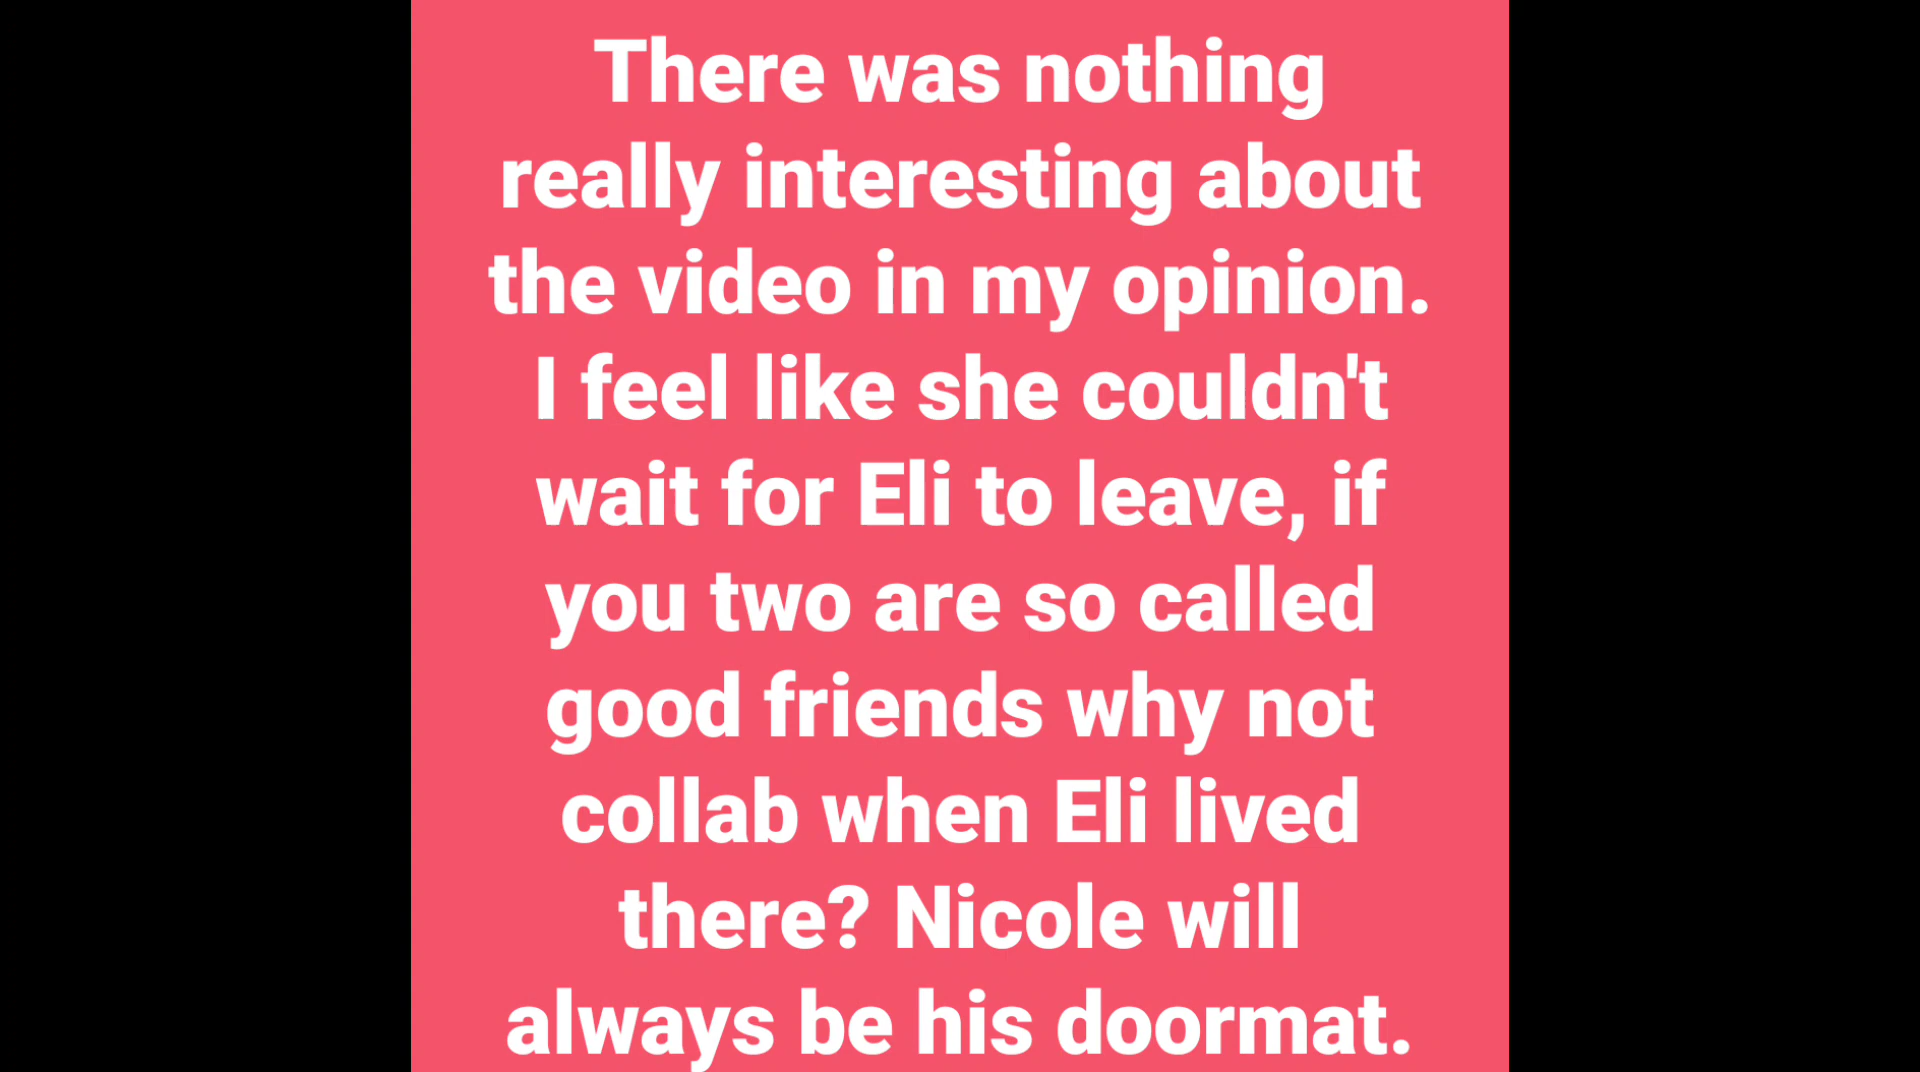 There was nothing
really interesting about
the video in my opinion.
I feel like she couldn't
wait for Eli to leave, if
you two are so called
good friends why not
collab when Eli lived
there? Nicole will
always be his doormat.